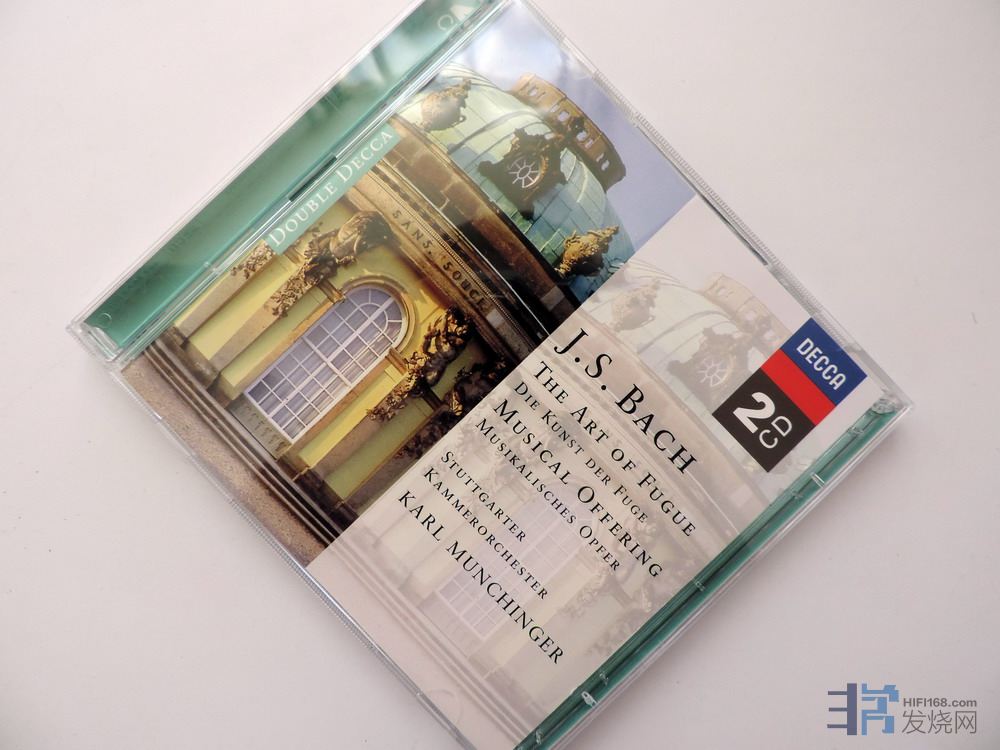 DOUBLE DECCA
SANS, SOUCI
DECCA
2CD
J.S. BACH
THE ART OF FUGUE
DIE KUNST DER FUGE
MUSICAL OFFERING
MUSIKALISCHES OPFER
STUTTGARTER
KAMMERORCHESTER
KARL MUNCHINGER
HIFI168.com
发烧网